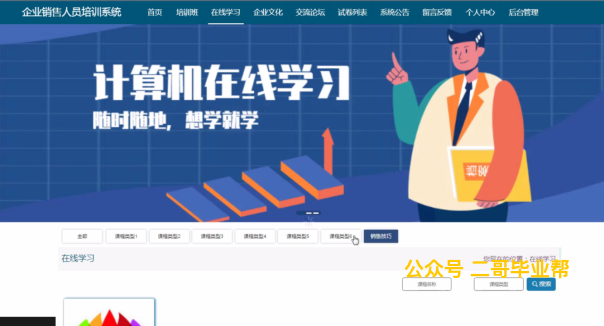 企业销售人员培训系统 首页 培训班 在线学习 企业文化 交流论坛 试卷列表 系统公告 留言反馈 个人中心 后台管理
计算机在线学习
随时随地，想学就学
全部 课程类型1 课程类型2 课程类型3 课程类型4 课程类型5 课程类型6 销售技巧
在线学习 您现在的位置：在线学习
公众号 二哥毕业帮
课程名称 课程类型 搜索